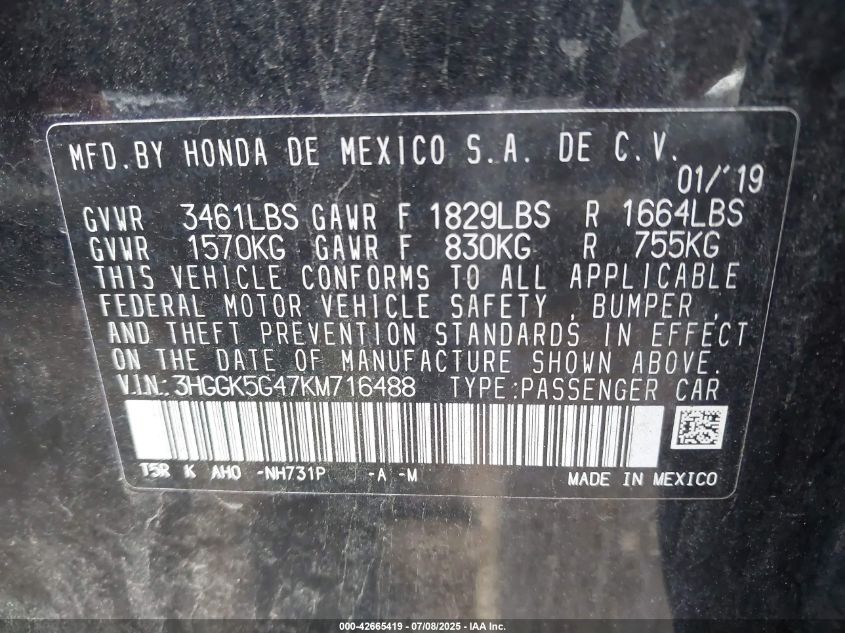 MFD.BY HONDA DE MEXICO S.A. DE C.V.
01/'19
GVWR 3461LBS GAWR F 1829LBS R 1664LBS
GVWR 1570KG GAWR F 830KG R 755KG
THIS VEHICLE CONFORMS TO ALL APPLICABLE
FEDERAL MOTOR VEHICLE SAFETY , BUMPER ,
AND THEFT PREVENTION STANDARDS IN EFFECT
ON THE DATE OF MANUFACTURE SHOWN ABOVE.
V.I.N.: 3HGGK5G47KM716488 TYPE:PASSENGER CAR
T5R K AHO -NH731P -A -M MADE IN MEXICO
000-42665419 - 07/08/2025 - IAA Inc.